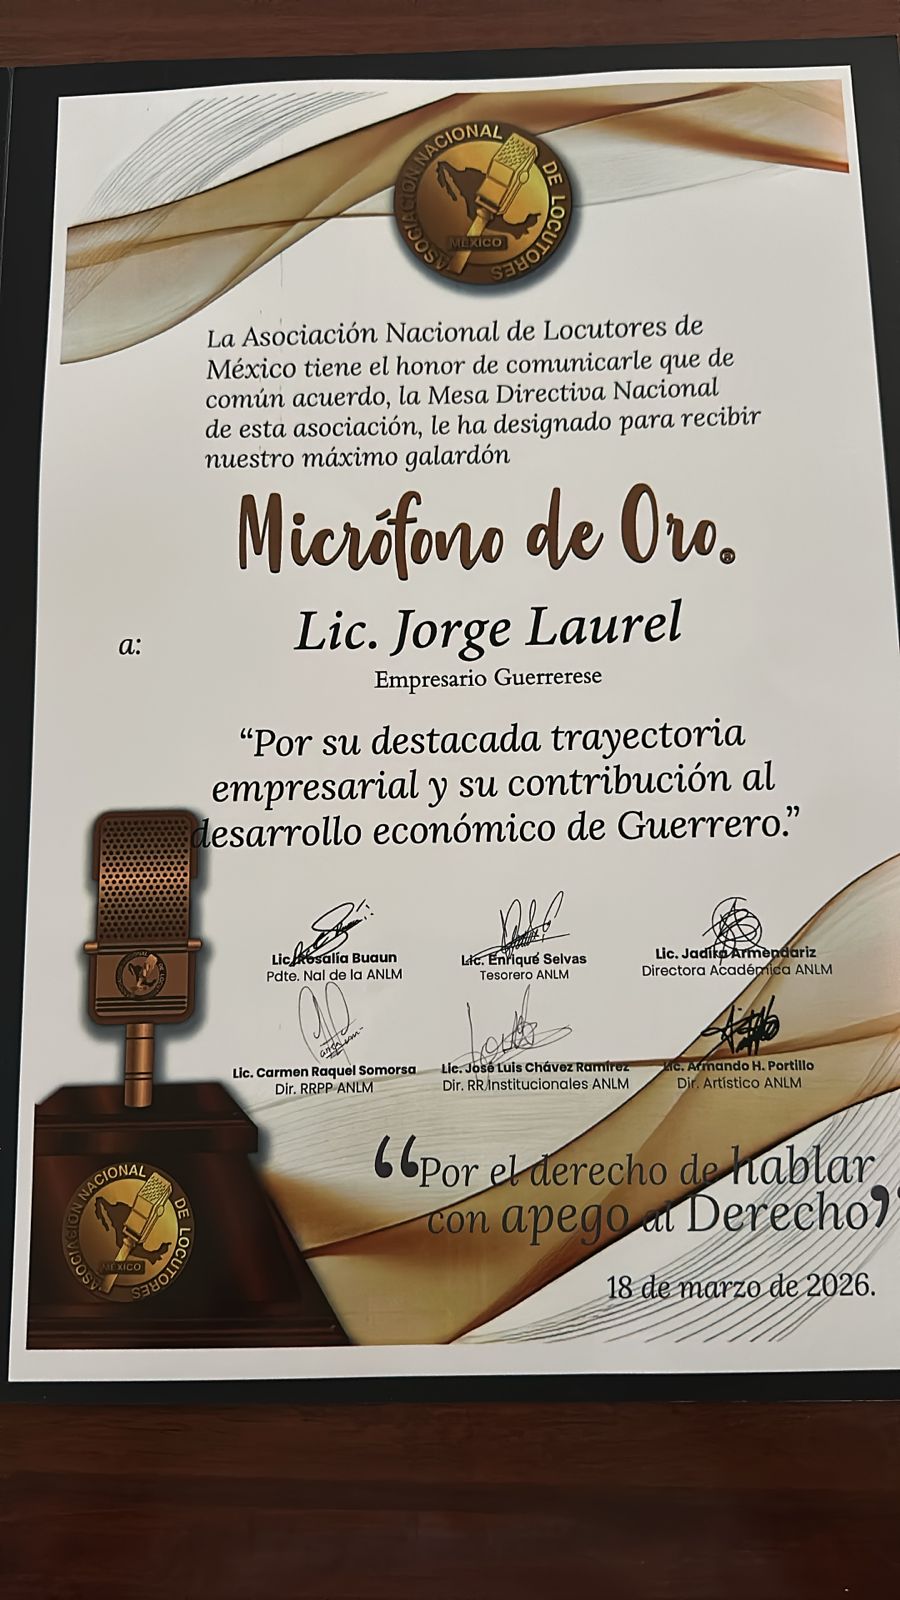 ASOCIACIÓN NACIONAL DE LOCUTORES
MÉXICO
La Asociación Nacional de Locutores de
México tiene el honor de comunicarle que de
común acuerdo, la Mesa Directiva Nacional
de esta asociación, le ha designado para recibir
nuestro máximo galardón
Micrófono de Oro®
a:
Lic. Jorge Laurel
Empresario Guerrerese
“Por su destacada trayectoria
empresarial y su contribución al
desarrollo económico de Guerrero.”
Lic. Rosalía Buaun
Pdte. Nal de la ANLM
Lic. Enrique Selvas
Tesorero ANLM
Lic. Jadira Armendariz
Directora Académica ANLM
Lic. Carmen Raquel Somorsa
Dir. RRPP ANLM
Lic. José Luis Chávez Ramírez
Dir. RR.Institucionales ANLM
Lic. Armando H. Portillo
Dir. Artístico ANLM
“Por el derecho de hablar
con apego al Derecho”
18 de marzo de 2026.
ASOCIACIÓN NACIONAL DE LOCUTORES
MÉXICO